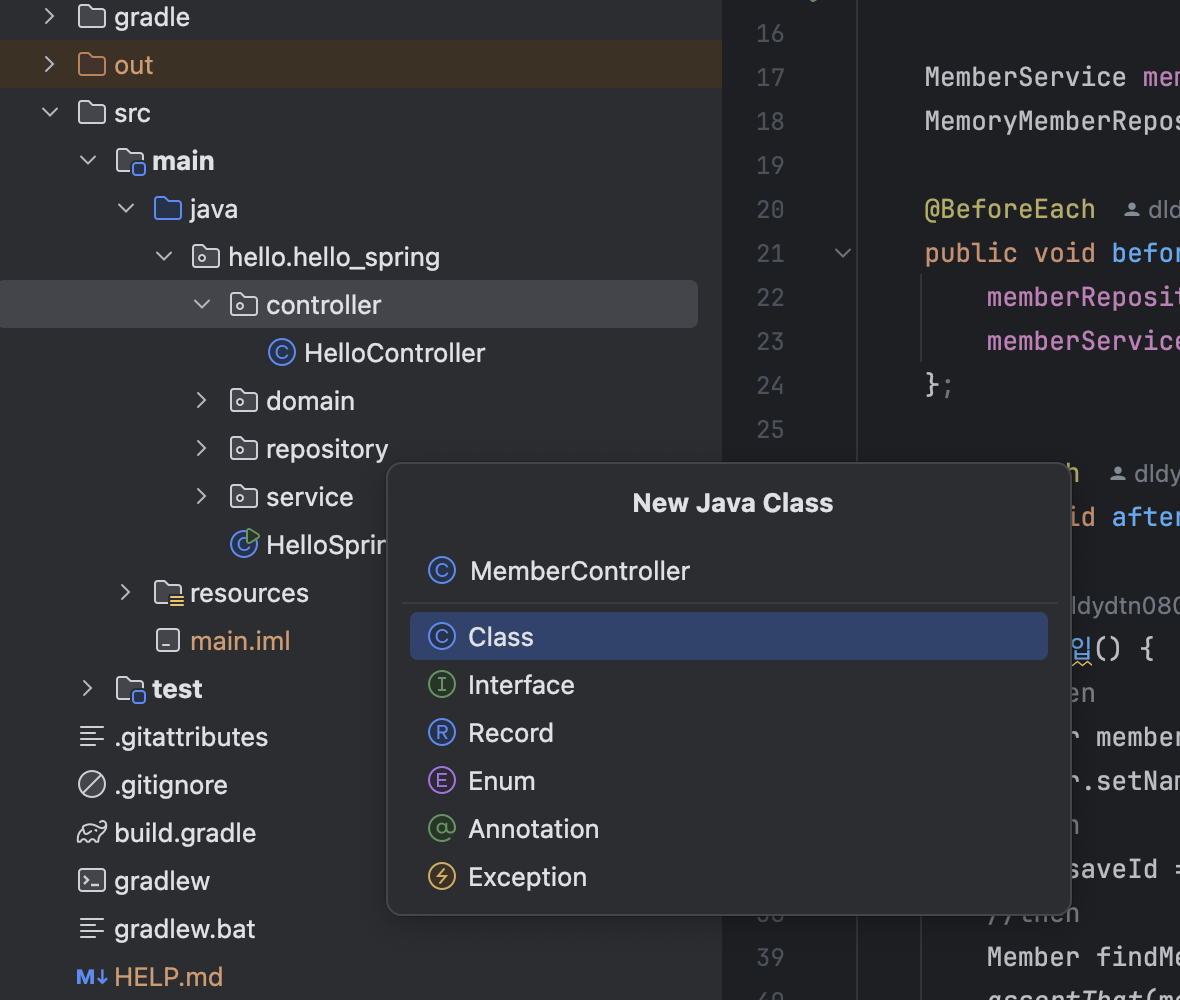 gradle
out
src
main
java
hello.hello_spring
controller
HelloController
domain
repository
service
HelloSprin
resources
main.iml
test
.gitattributes
.gitignore
build.gradle
gradlew
gradlew.bat
M↓ HELP.md
New Java Class
MemberController
Class
Interface
Record
Enum
Annotation
Exception
16
17 MemberService mem
18 MemoryMemberRepos
19
20 @BeforeEach dld
21 public void befor
22 memberReposit
23 memberService
24 };
25
h dldy
id after
ldydtn080
입() {
en
r member
r.setNam
n
saveId =
//then
39 Member findMe
assertThat(me